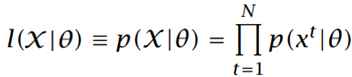 l(X|θ) ≡ p(X|θ) = ∏_{t=1}^{N} p(x^t|θ)